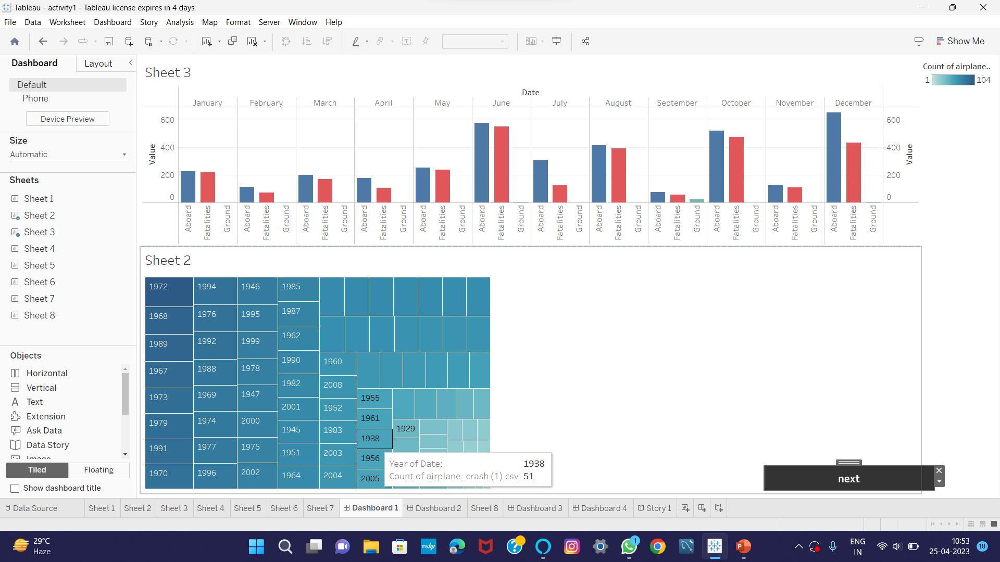 Tableau - activity1 - Tableau license expires in 4 days
File Data Worksheet Dashboard Story Analysis Map Format Server Window Help
Show Me
Dashboard Layout
Default
Phone
Device Preview
Size
Automatic
Sheets
Sheet 1
Sheet 2
Sheet 3
Sheet 4
Sheet 5
Sheet 6
Sheet 7
Sheet 8
Objects
Horizontal
Vertical
Text
Extension
Ask Data
Data Story
Image
Tiled Floating
Show dashboard title
Sheet 3
Date
January February March April May June July August September October November December
600 600
400 400
200 200
0 0
Value Value
Aboard Fatalities Ground Aboard Fatalities Ground Aboard Fatalities Ground Aboard Fatalities Ground Aboard Fatalities Ground Aboard Fatalities Ground Aboard Fatalities Ground Aboard Fatalities Ground Aboard Fatalities Ground Aboard Fatalities Ground Aboard Fatalities Ground Aboard Fatalities Ground
Count of airplane..
1 104
Sheet 2
1972
1968
1989
1967
1973
1979
1991
1970
1994
1976
1992
1988
1969
1974
1977
1996
1946
1995
1999
1978
1947
2000
1975
2002
1985
1987
1962
1990
1982
2001
1945
1951
1964
1960
2008
1952
1983
2003
2004
1955
1961
1938
1956
2005
1929
Year of Date: 1938
Count of airplane_crash (1).csv: 51
next
Data Source Sheet 1 Sheet 2 Sheet 3 Sheet 4 Sheet 5 Sheet 6 Sheet 7 Dashboard 1 Dashboard 2 Sheet 8 Dashboard 3 Dashboard 4 Story 1
29°C
Haze
myhp
1
P
ENG
IN
10:53
25-04-2023
18